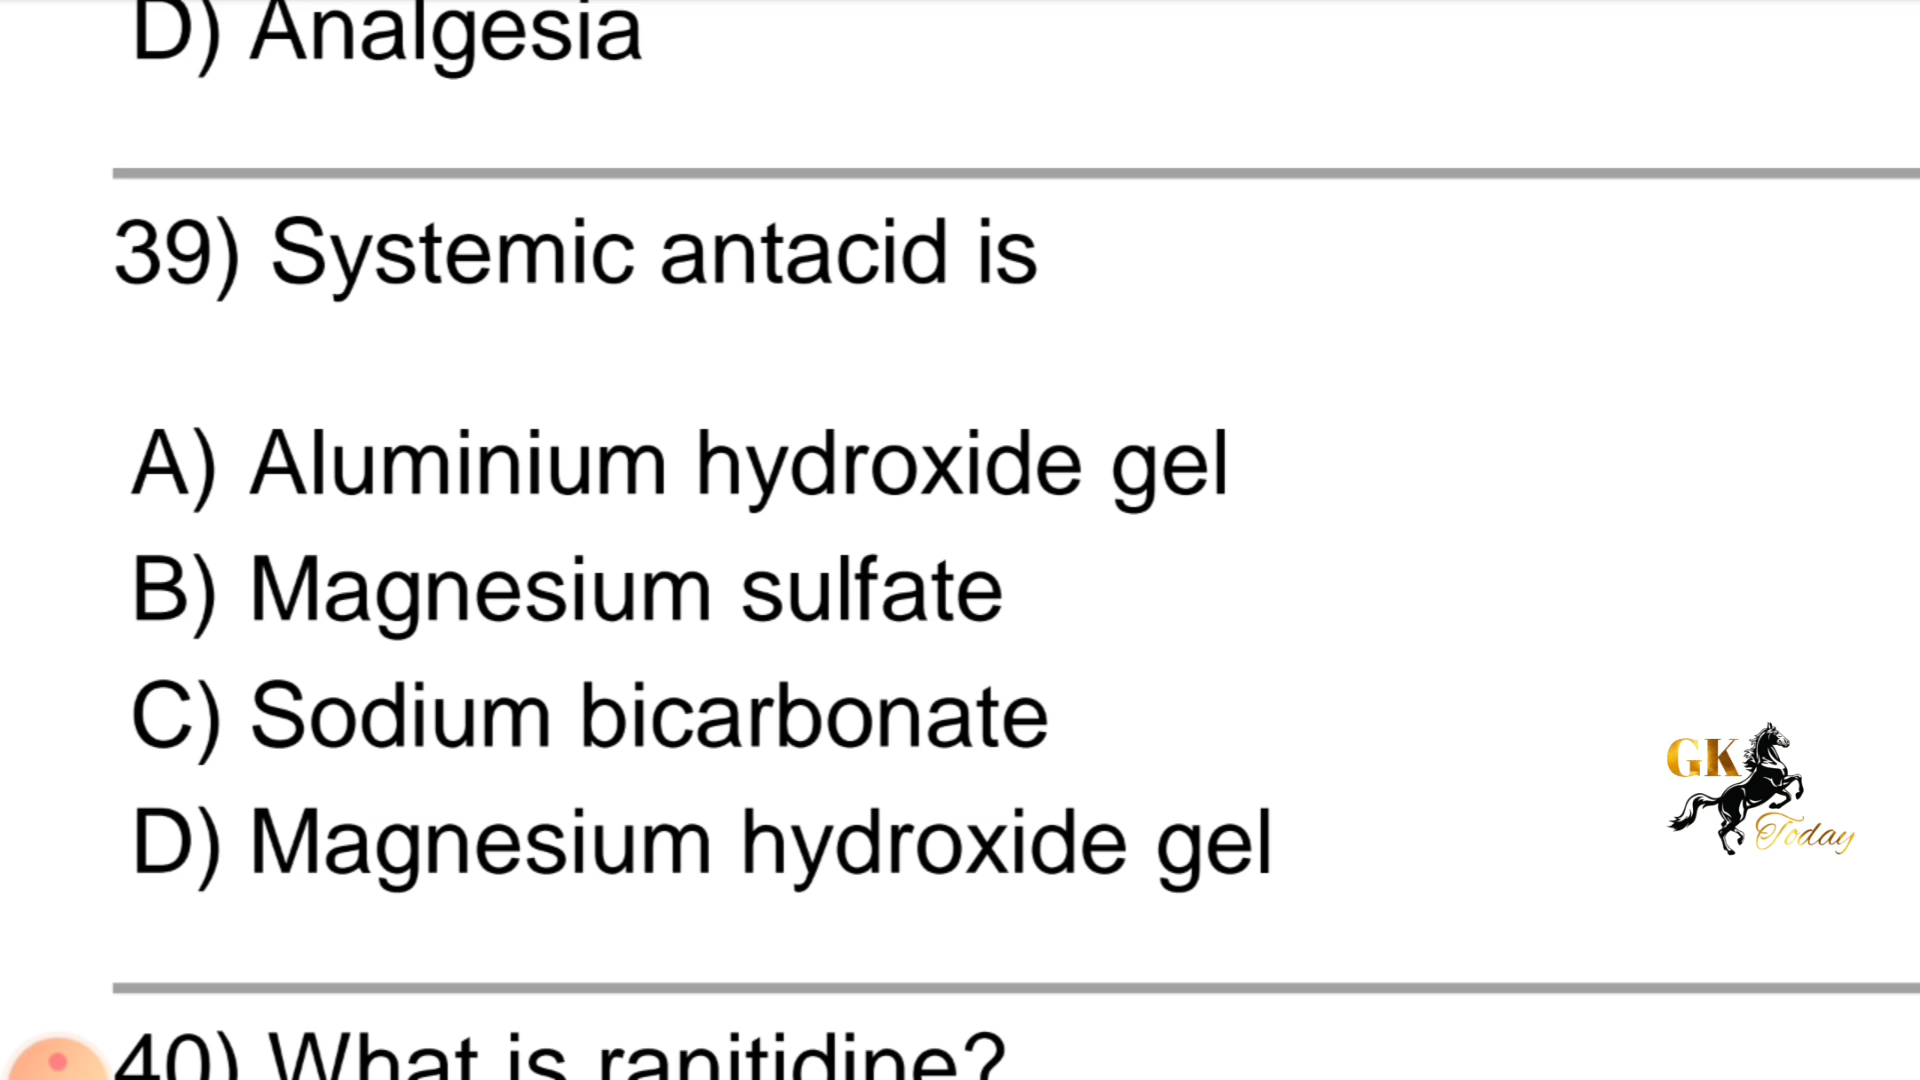 D) Analgesia
39) Systemic antacid is
A) Aluminium hydroxide gel
B) Magnesium sulfate
C) Sodium bicarbonate
D) Magnesium hydroxide gel
GK
Today
40) What is ranitidine?